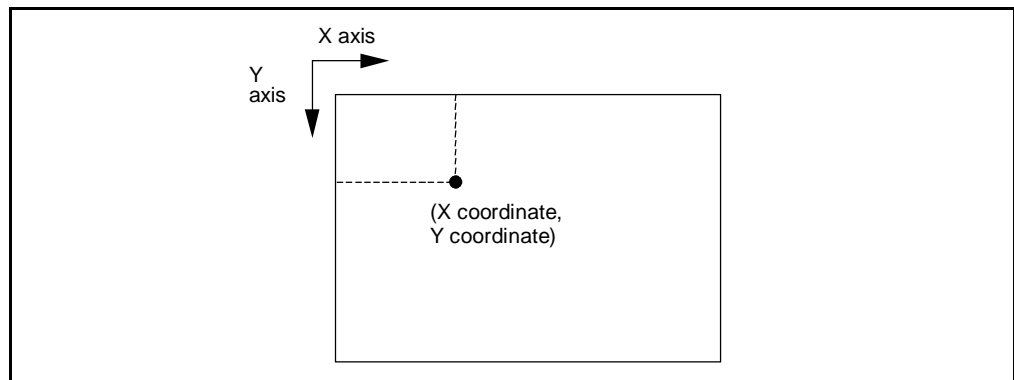 X axis
Y
axis
(X coordinate,
Y coordinate)